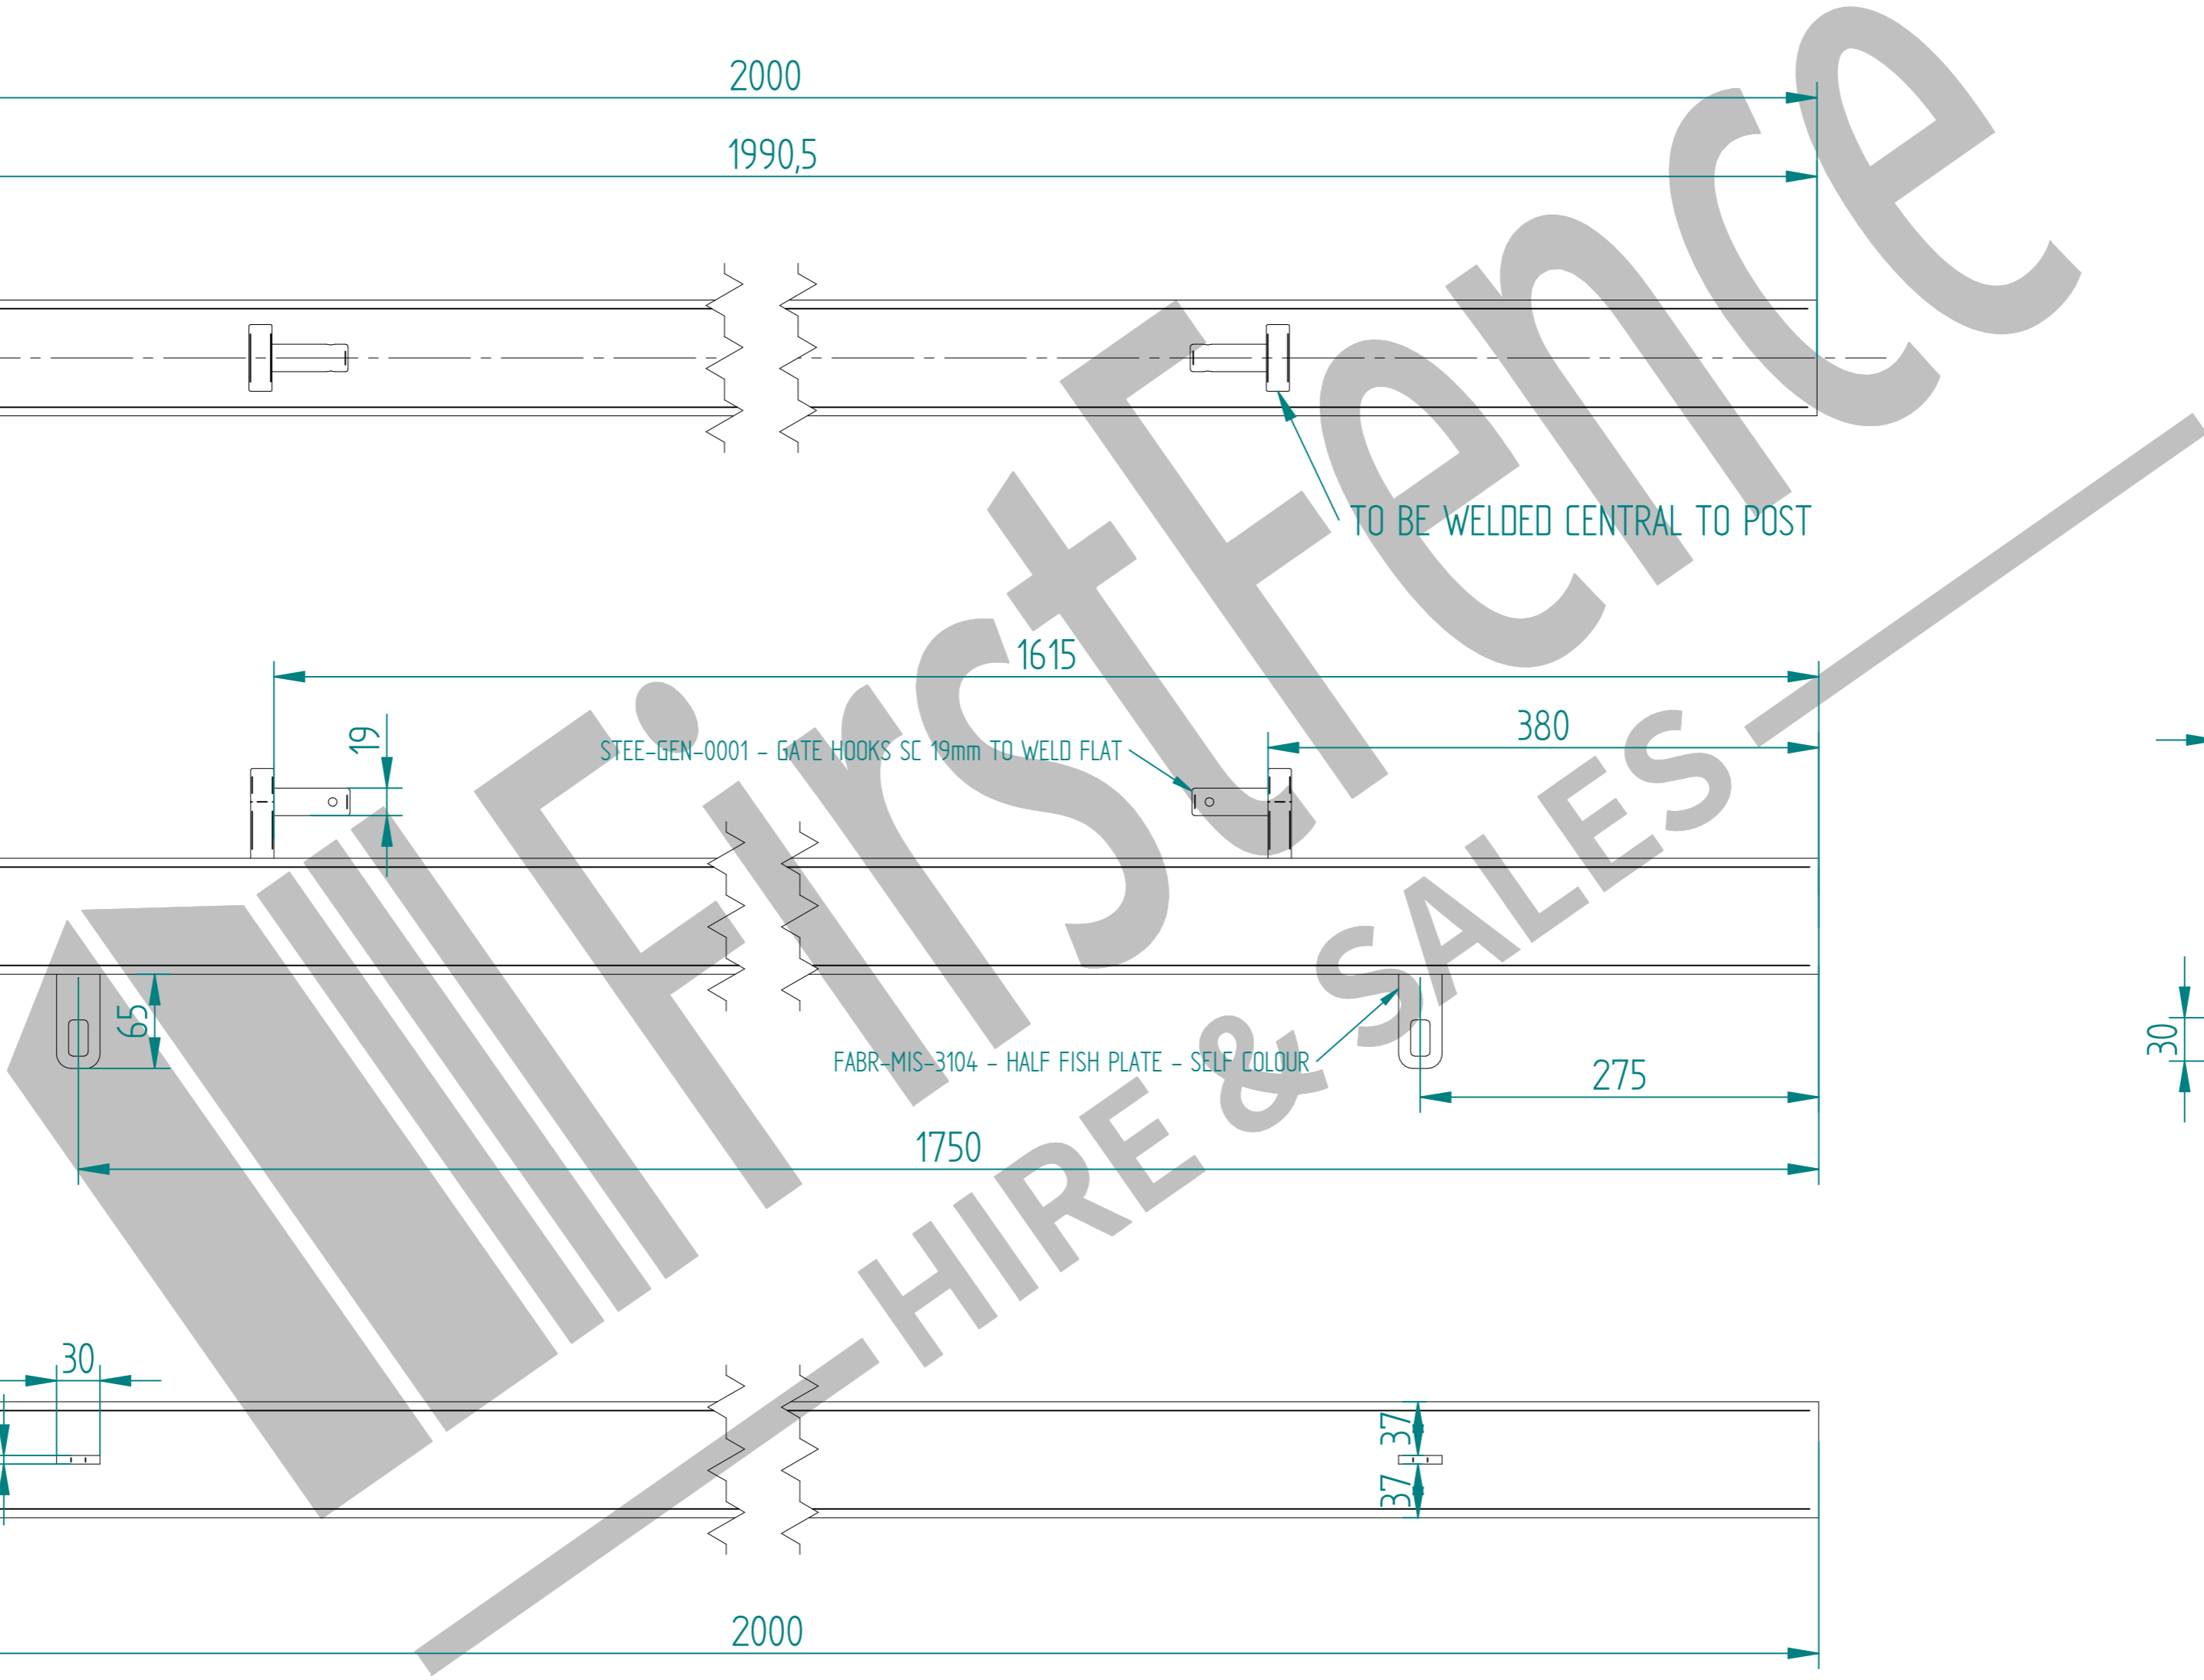 2000
1990,5
TO BE WELDED CENTRAL TO POST
1615
380
19
STEE-GEN-0001 - GATE HOOKS SC 19mm TO WELD FLAT
65
FABR-MIS-3104 - HALF FISH PLATE - SELF COLOUR
275
30
1750
30
37
37
2000
FirstFence
HIRE & SALES